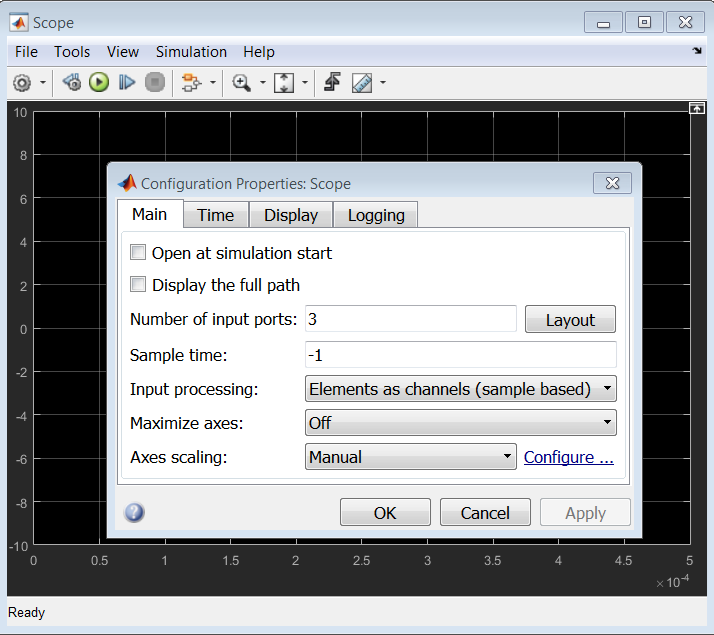 Scope
File Tools View Simulation Help
10
8
6
4
2
0
-2
-4
-6
-8
-10
Configuration Properties: Scope
Main Time Display Logging
Open at simulation start
Display the full path
Number of input ports: 3 Layout
Sample time: -1
Input processing: Elements as channels (sample based)
Maximize axes: Off
Axes scaling: Manual Configure ...
? OK Cancel Apply
0 0.5 1 1.5 2 2.5 3 3.5 4 4.5 5
×10⁻⁴
Ready